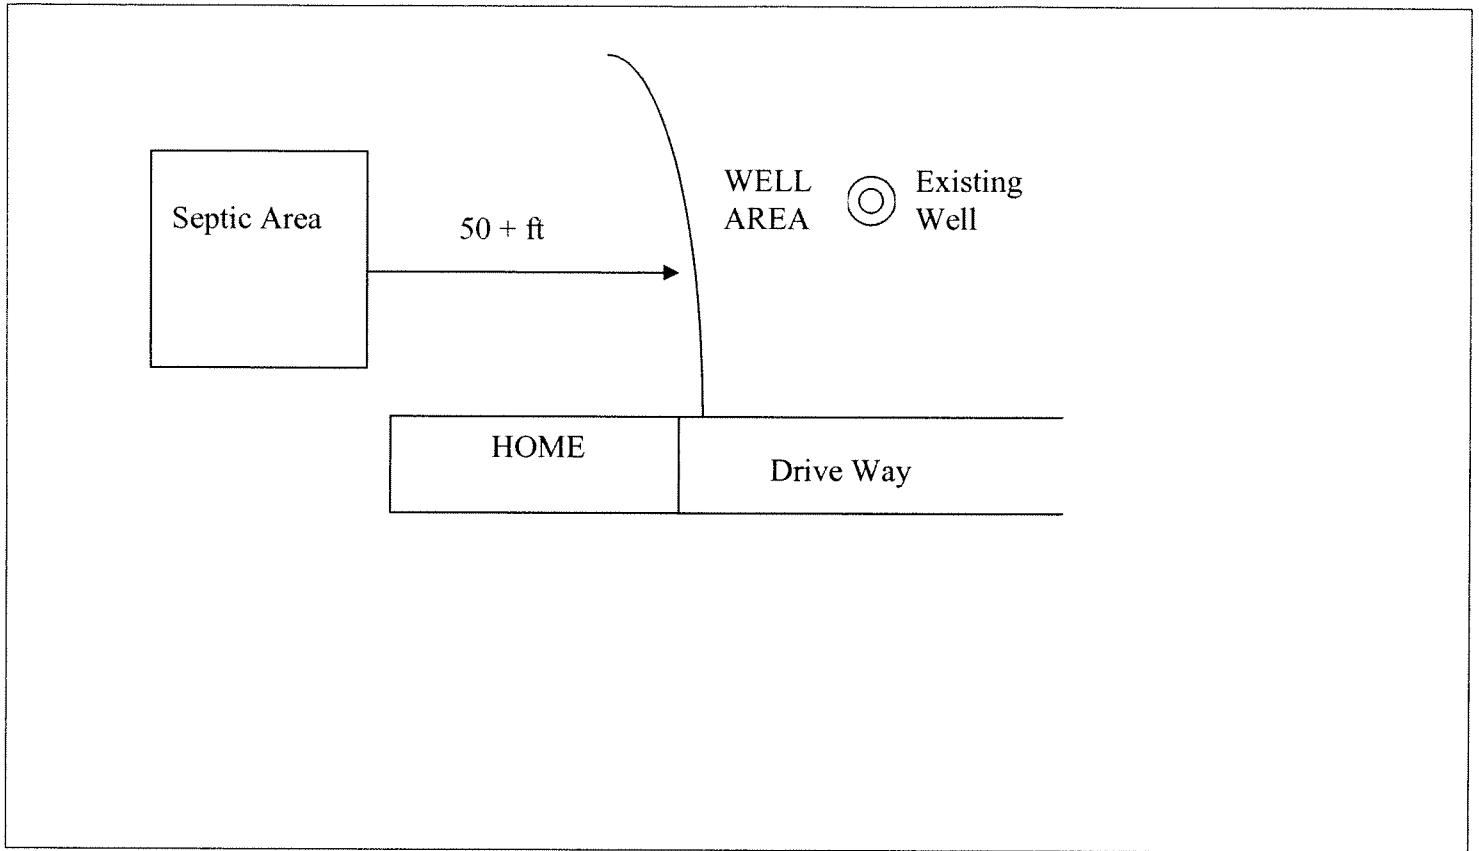 Septic Area
50 + ft
WELL
AREA
Existing
Well
HOME
Drive Way